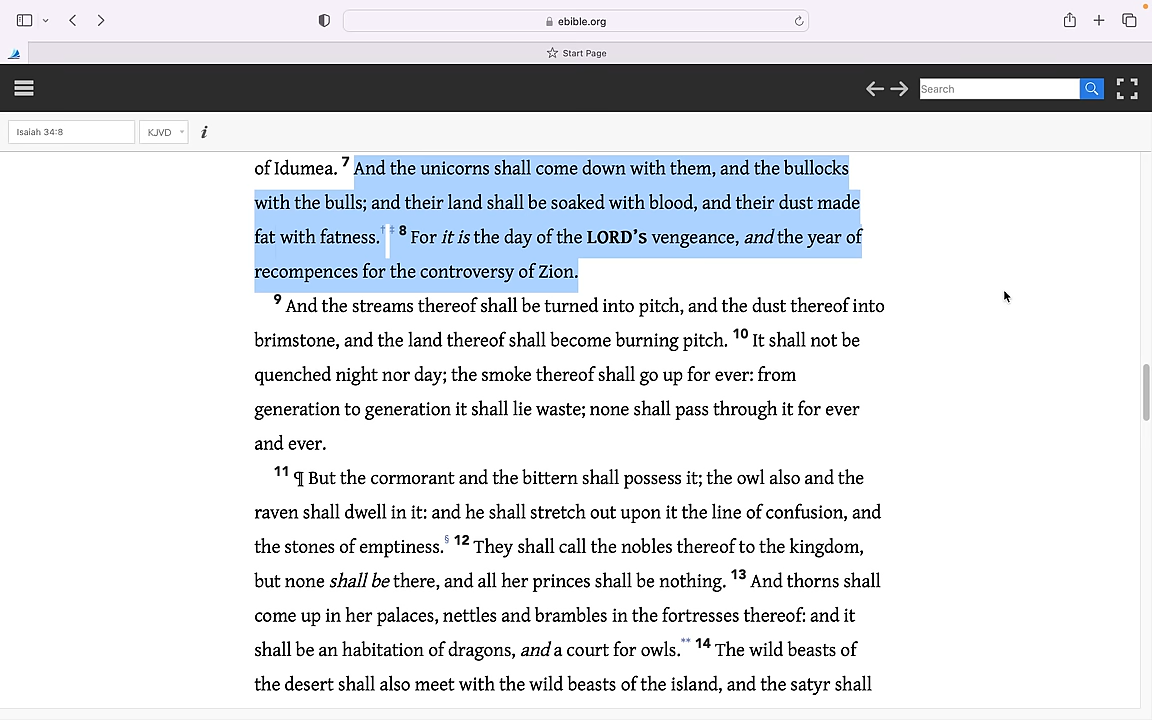 ebible.org
Start Page
Search
Isaiah 34:8
KJVD
i
of Idumea. 7 And the unicorns shall come down with them, and the bullocks
with the bulls; and their land shall be soaked with blood, and their dust made
fat with fatness.† ‡ 8 For it is the day of the LORD’S vengeance, and the year of
recompences for the controversy of Zion.
9 And the streams thereof shall be turned into pitch, and the dust thereof into
brimstone, and the land thereof shall become burning pitch. 10 It shall not be
quenched night nor day; the smoke thereof shall go up for ever: from
generation to generation it shall lie waste; none shall pass through it for ever
and ever.
11 ¶ But the cormorant and the bittern shall possess it; the owl also and the
raven shall dwell in it: and he shall stretch out upon it the line of confusion, and
the stones of emptiness.§ 12 They shall call the nobles thereof to the kingdom,
but none shall be there, and all her princes shall be nothing. 13 And thorns shall
come up in her palaces, nettles and brambles in the fortresses thereof: and it
shall be an habitation of dragons, and a court for owls.** 14 The wild beasts of
the desert shall also meet with the wild beasts of the island, and the satyr shall